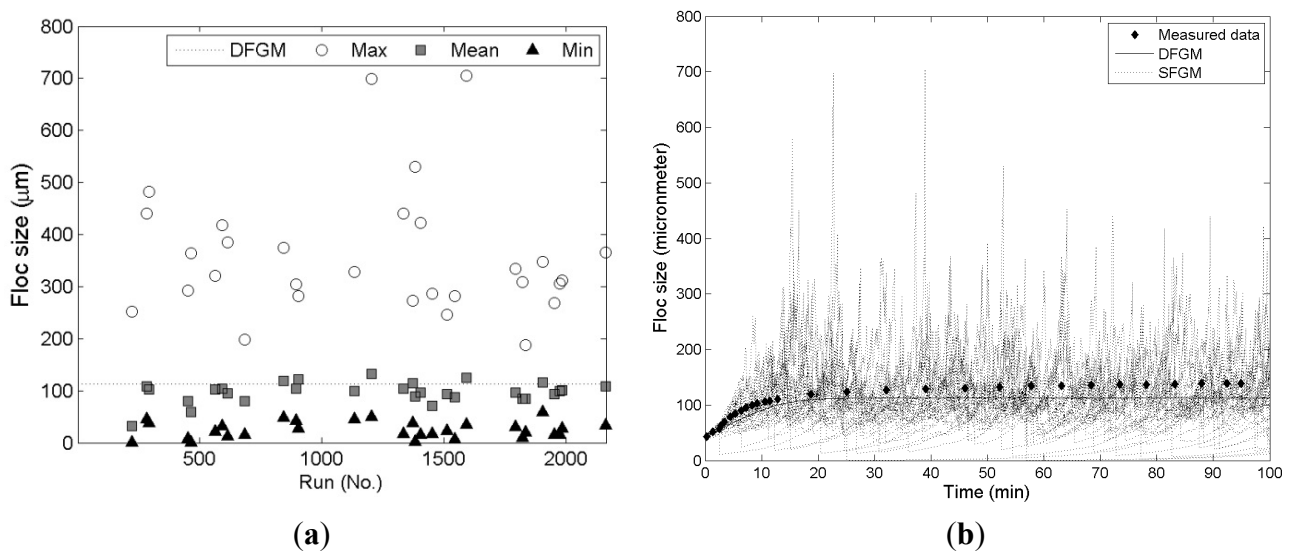 800
700
600
500
400
300
200
100
0
Floc size (μm)
DFGM Max Mean Min
500 1000 1500 2000
Run (No.)
(a)
800
700
600
500
400
300
200
100
0
Floc size (micronmeter)
Measured data
DFGM
SFGM
0 10 20 30 40 50 60 70 80 90 100
Time (min)
(b)